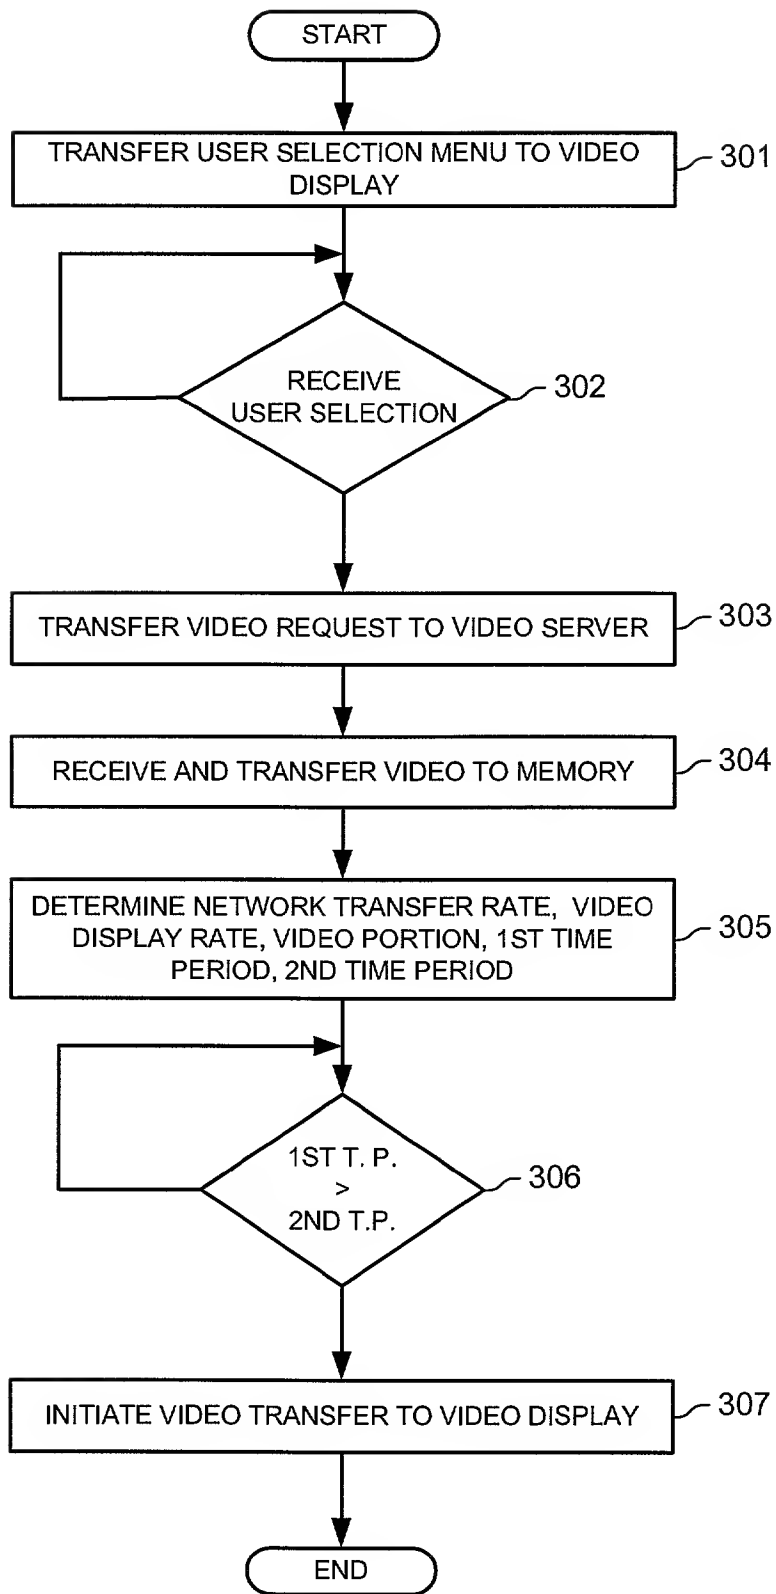 START
TRANSFER USER SELECTION MENU TO VIDEO
DISPLAY
301
RECEIVE
USER SELECTION
302
TRANSFER VIDEO REQUEST TO VIDEO SERVER
303
RECEIVE AND TRANSFER VIDEO TO MEMORY
304
DETERMINE NETWORK TRANSFER RATE, VIDEO
DISPLAY RATE, VIDEO PORTION, 1ST TIME
PERIOD, 2ND TIME PERIOD
305
1ST T. P.
>
2ND T.P.
306
INITIATE VIDEO TRANSFER TO VIDEO DISPLAY
307
END